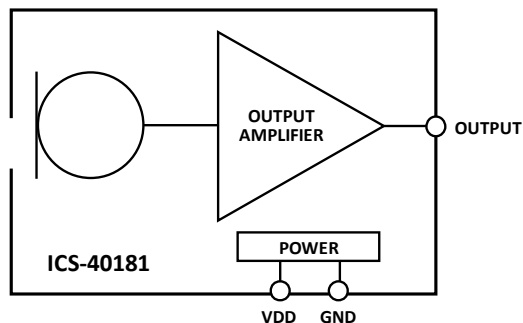 OUTPUT
AMPLIFIER
OUTPUT
POWER
ICS-40181
VDD GND